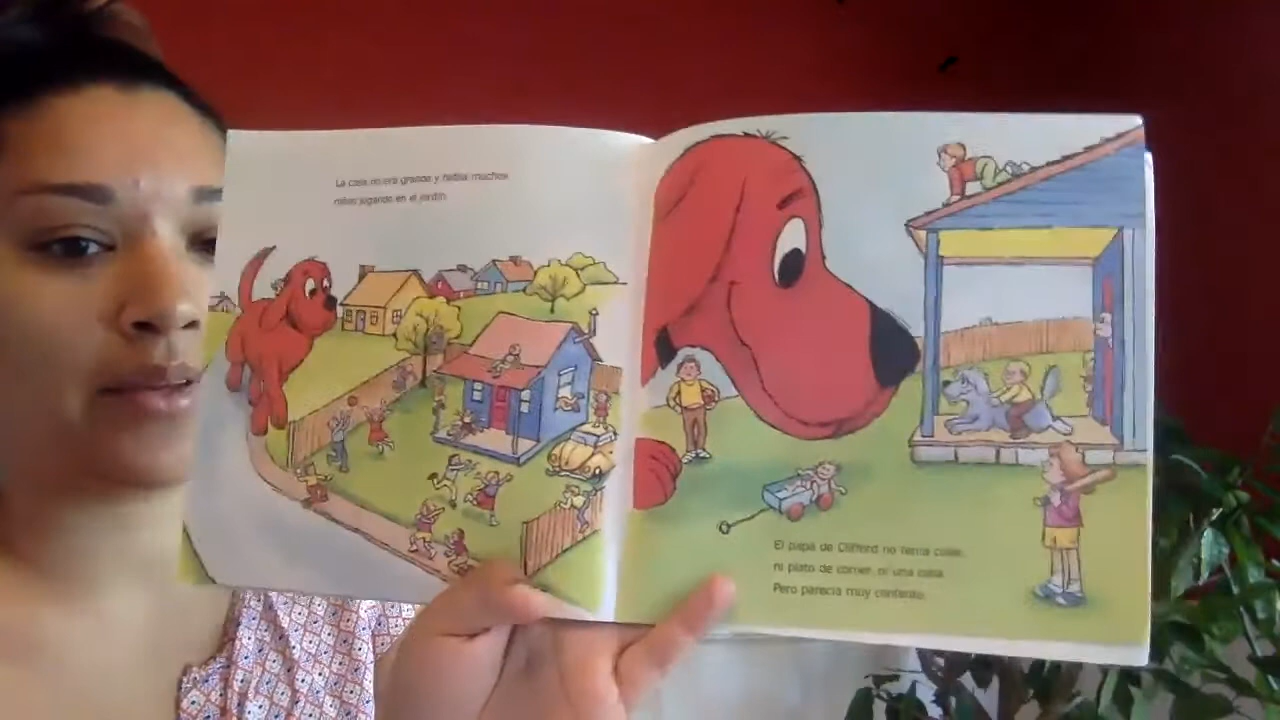 La casa no era grande y había muchos
niños jugando en el jardín.
El papá de Clifford no tenía collar,
ni plato de comer, ni una casa.
Pero parecía muy contento.